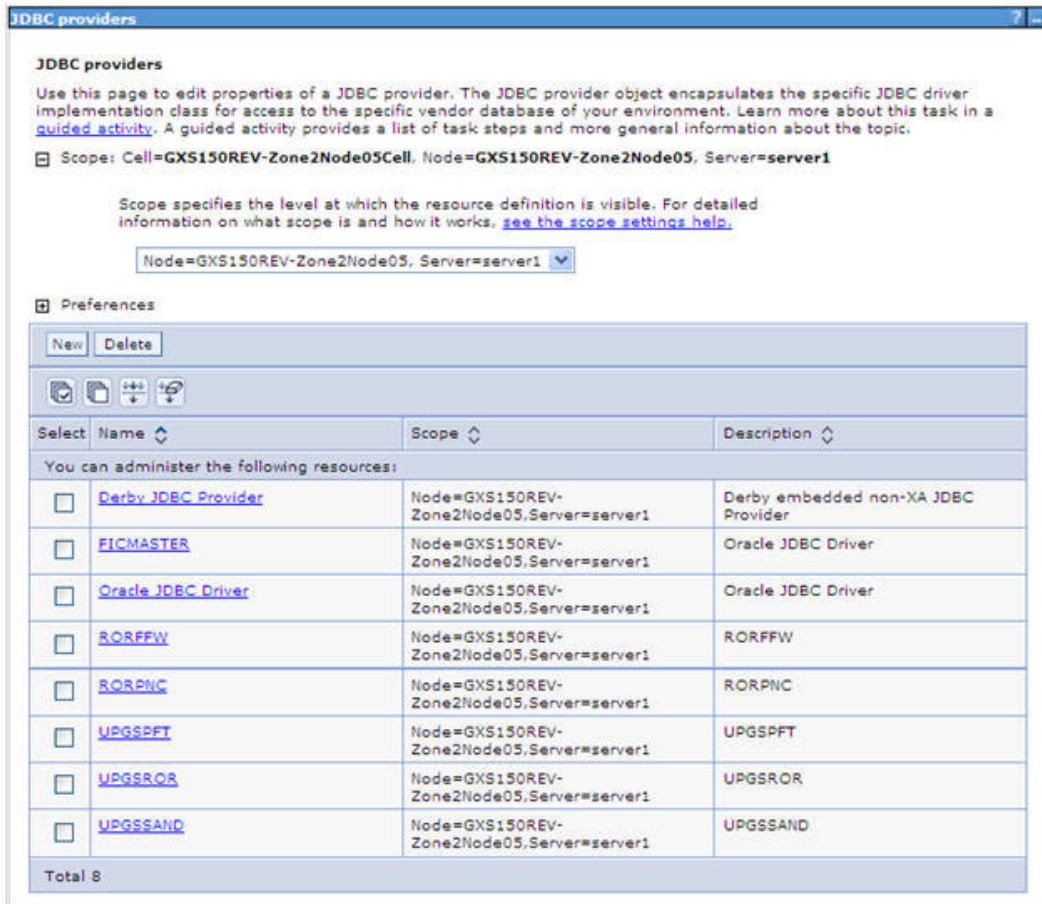 JDBC providers ? _
JDBC providers
Use this page to edit properties of a JDBC provider. The JDBC provider object encapsulates the specific JDBC driver
implementation class for access to the specific vendor database of your environment. Learn more about this task in a
guided activity. A guided activity provides a list of task steps and more general information about the topic.
Scope: Cell=GXS150REV-Zone2Node05Cell, Node=GXS150REV-Zone2Node05, Server=server1
Scope specifies the level at which the resource definition is visible. For detailed
information on what scope is and how it works, see the scope settings help.
Node=GXS150REV-Zone2Node05, Server=server1
Preferences
New Delete
Select Name Scope Description
You can administer the following resources:
Derby JDBC Provider Node=GXS150REV- Derby embedded non-XA JDBC
Zone2Node05,Server=server1 Provider
FICMASTER Node=GXS150REV- Oracle JDBC Driver
Zone2Node05,Server=server1
Oracle JDBC Driver Node=GXS150REV- Oracle JDBC Driver
Zone2Node05,Server=server1
RORFFW Node=GXS150REV- RORFFW
Zone2Node05,Server=server1
RORPNC Node=GXS150REV- RORPNC
Zone2Node05,Server=server1
UPGSPFT Node=GXS150REV- UPGSPFT
Zone2Node05,Server=server1
UPGSROR Node=GXS150REV- UPGSROR
Zone2Node05,Server=server1
UPGSSAND Node=GXS150REV- UPGSSAND
Zone2Node05,Server=server1
Total 8